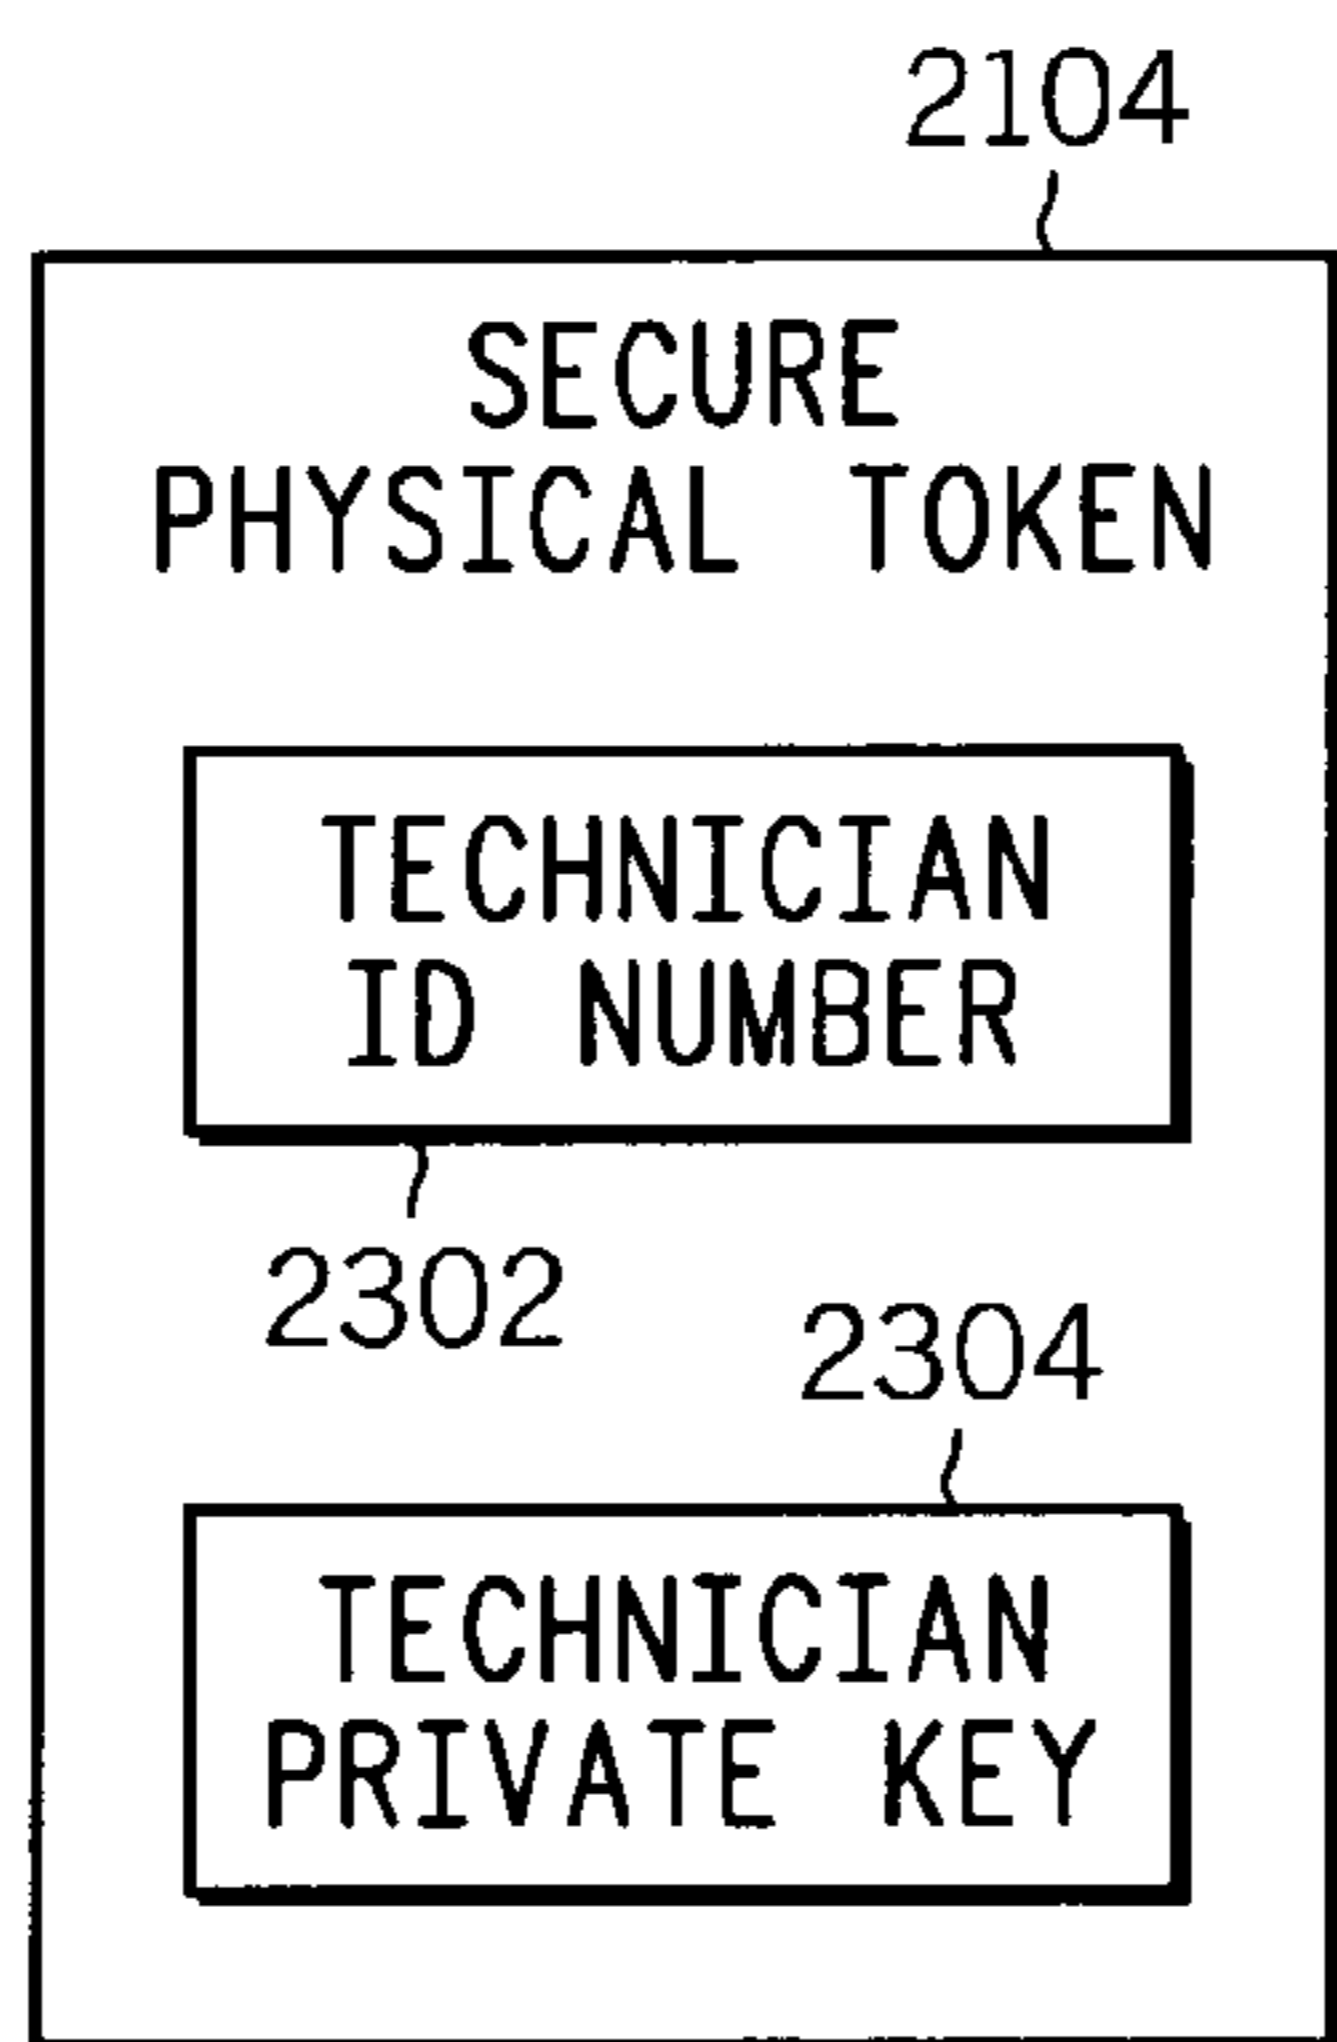 2104
SECURE
PHYSICAL TOKEN
TECHNICIAN
ID NUMBER
2302
2304
TECHNICIAN
PRIVATE KEY